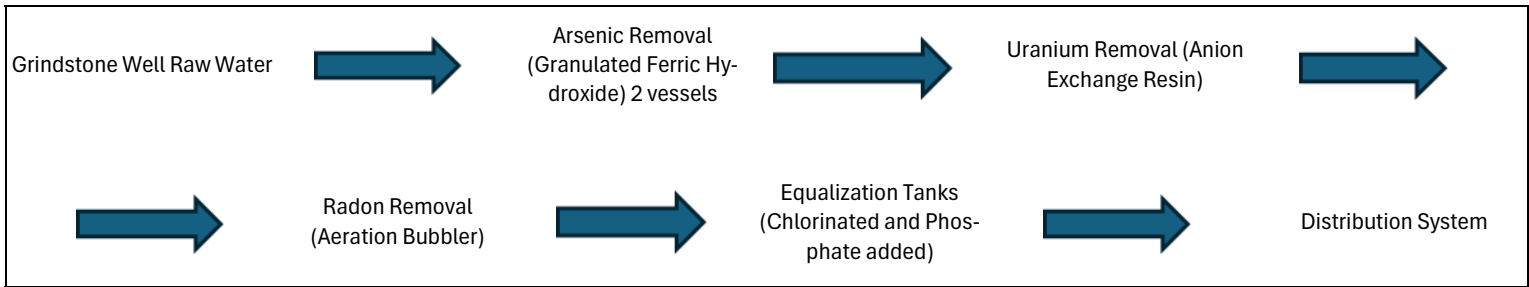 Grindstone Well Raw Water
Arsenic Removal
(Granulated Ferric Hy-
droxide) 2 vessels
Uranium Removal (Anion
Exchange Resin)
Radon Removal
(Aeration Bubbler)
Equalization Tanks
(Chlorinated and Phos-
phate added)
Distribution System